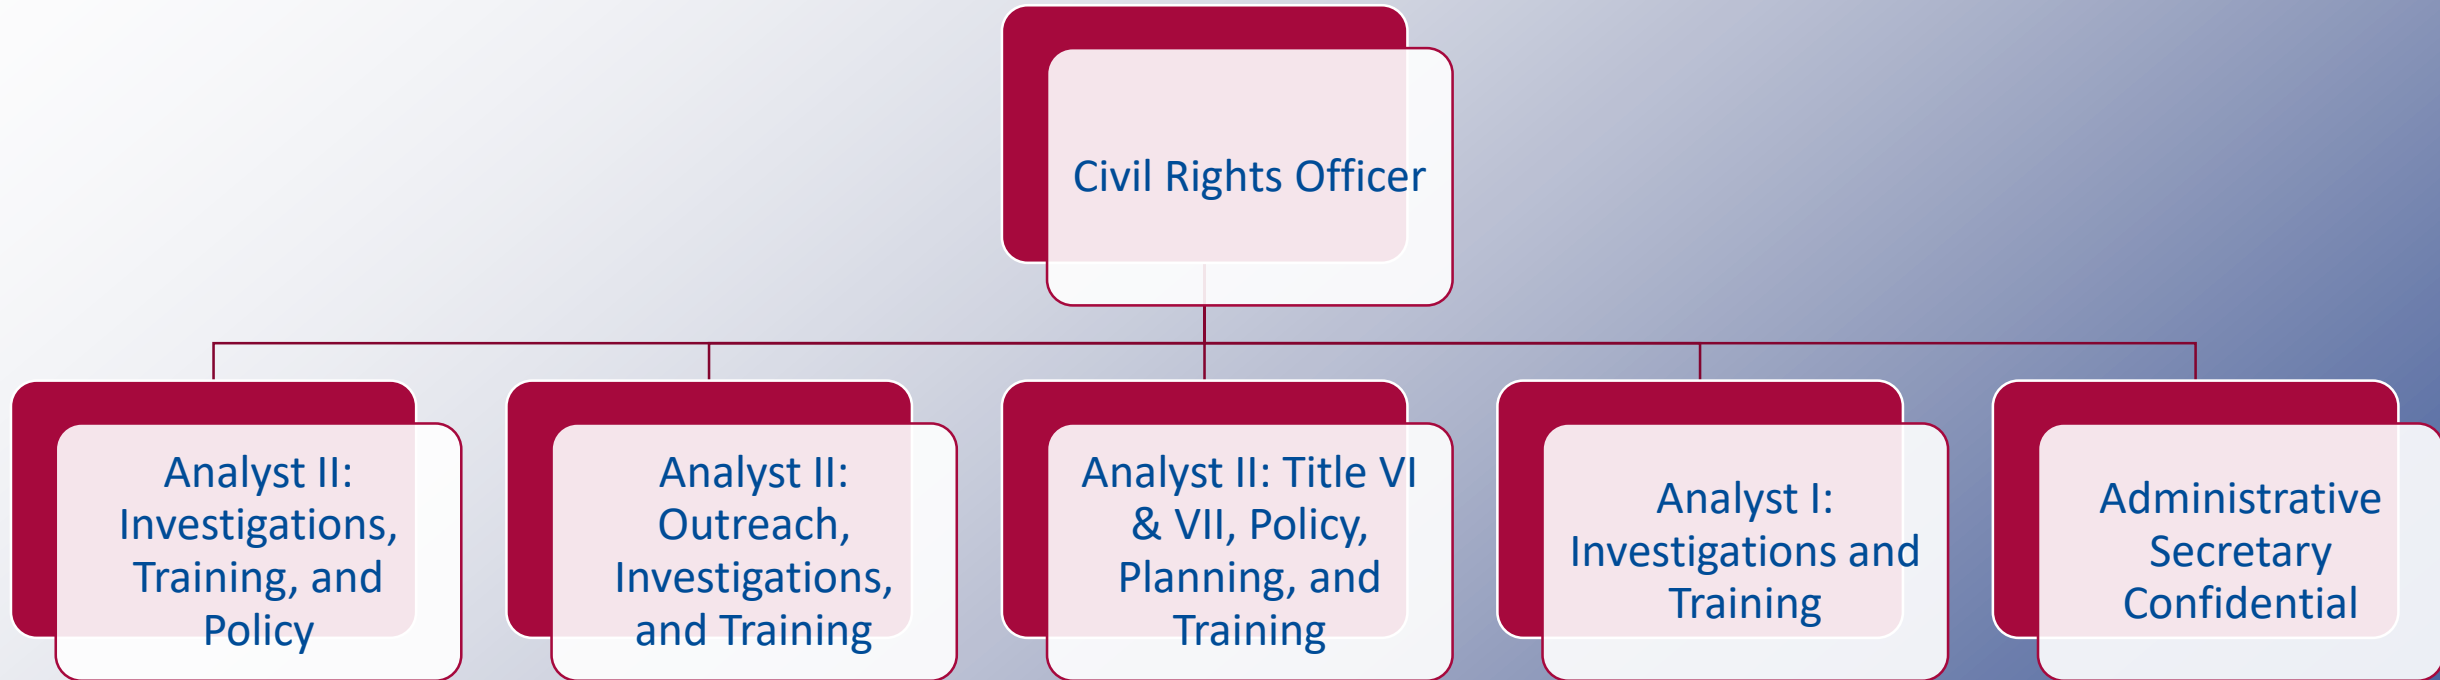 Civil Rights Officer
Analyst II:
Investigations,
Training, and
Policy
Analyst II:
Outreach,
Investigations,
and Training
Analyst II: Title VI
& VII, Policy,
Planning, and
Training
Analyst I:
Investigations and
Training
Administrative
Secretary
Confidential